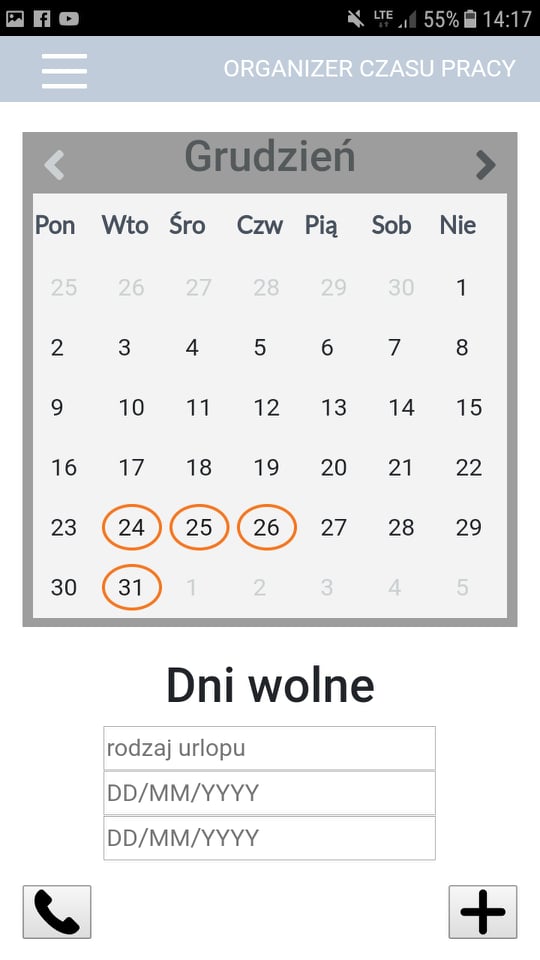 LTE 55% 14:17
ORGANIZER CZASU PRACY
Grudzień
Pon Wto Śro Czw Pią Sob Nie
25 26 27 28 29 30 1
2 3 4 5 6 7 8
9 10 11 12 13 14 15
16 17 18 19 20 21 22
23 24 25 26 27 28 29
30 31 1 2 3 4 5
Dni wolne
rodzaj urlopu
DD/MM/YYYY
DD/MM/YYYY